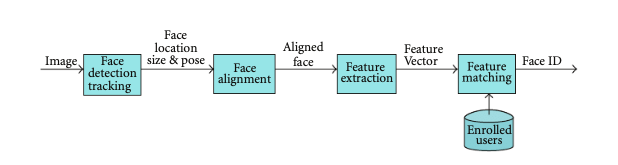 Image
Face
detection
tracking
Face
location
size & pose
Face
alignment
Aligned
face
Feature
extraction
Feature
Vector
Feature
matching
Face ID
Enrolled
users